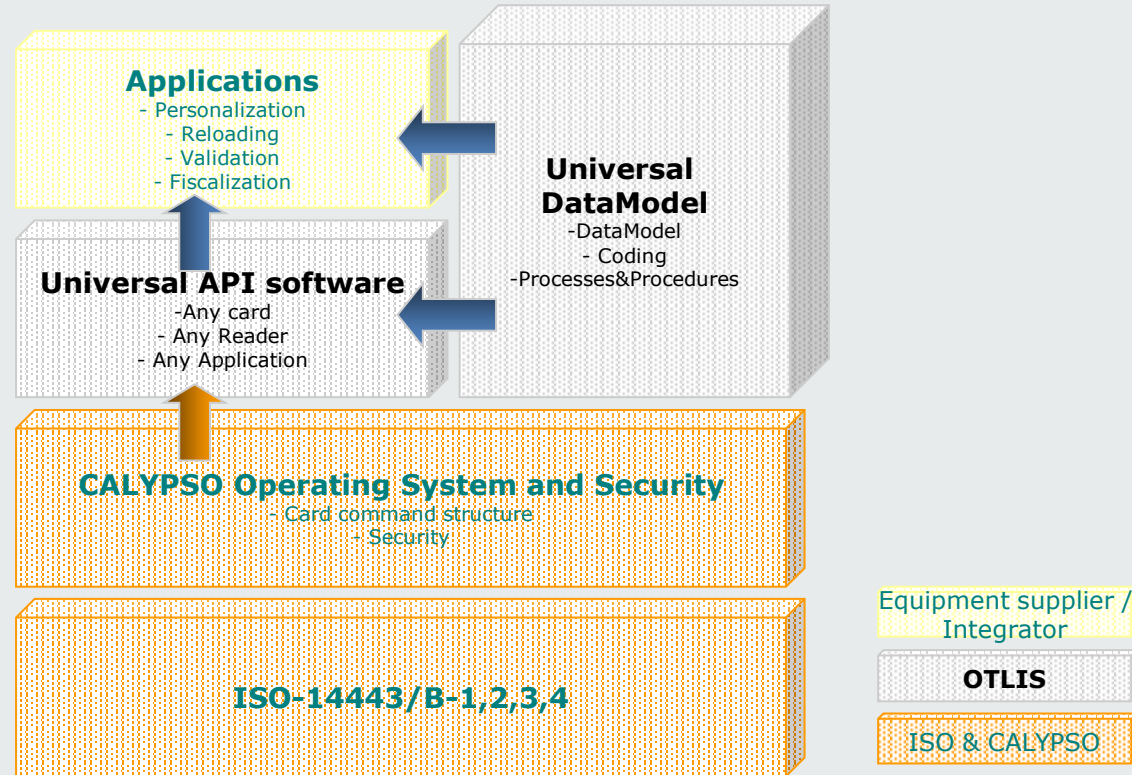 Applications
- Personalization
- Reloading
- Validation
- Fiscalization
Universal
DataModel
-DataModel
- Coding
-Processes&Procedures
Universal API software
-Any card
- Any Reader
- Any Application
CALYPSO Operating System and Security
- Card command structure
- Security
ISO-14443/B-1,2,3,4
Equipment supplier /
Integrator
OTLIS
ISO & CALYPSO